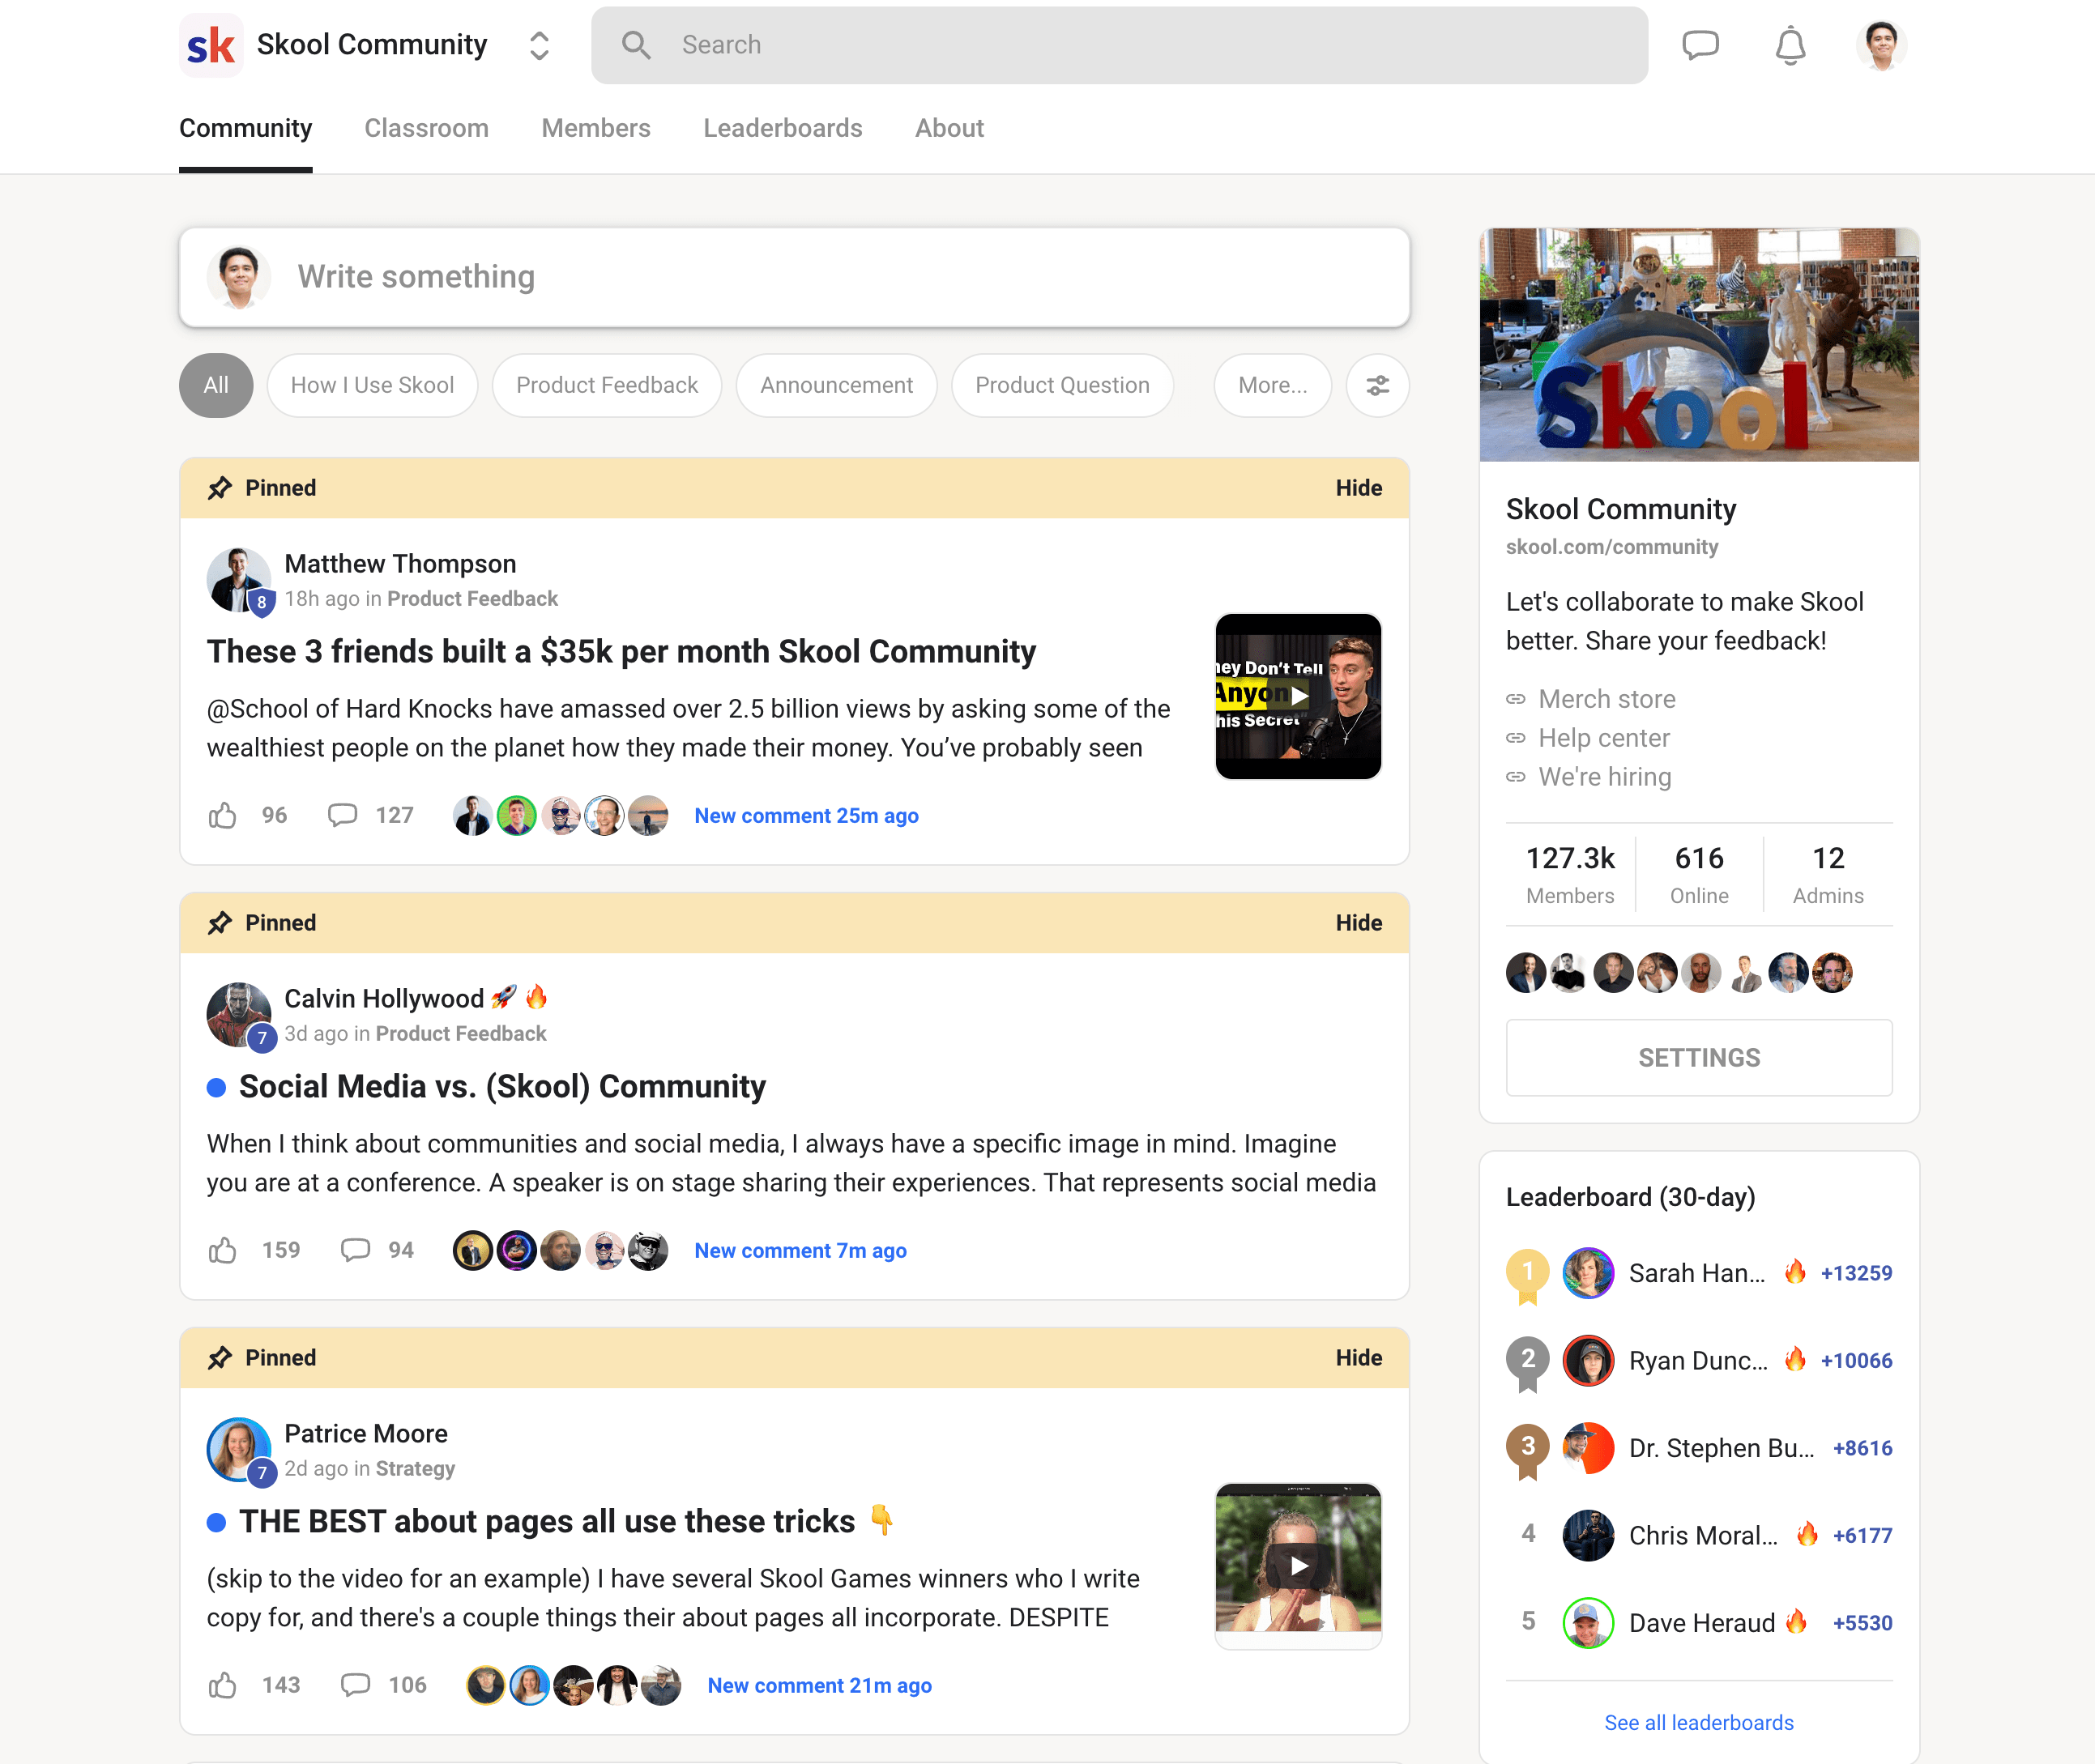 sk Skool Community
Search
Community Classroom Members Leaderboards About
Write something
All How I Use Skool Product Feedback Announcement Product Question More...
Pinned Hide
8
Matthew Thompson
18h ago in Product Feedback
These 3 friends built a $35k per month Skool Community
@School of Hard Knocks have amassed over 2.5 billion views by asking some of the
wealthiest people on the planet how they made their money. You’ve probably seen
hey Don't Tell
Anyon
his Secret"
96 127 New comment 25m ago
Pinned Hide
7
Calvin Hollywood 🚀 🔥
3d ago in Product Feedback
Social Media vs. (Skool) Community
When I think about communities and social media, I always have a specific image in mind. Imagine
you are at a conference. A speaker is on stage sharing their experiences. That represents social media
159 94 New comment 7m ago
Pinned Hide
7
Patrice Moore
2d ago in Strategy
THE BEST about pages all use these tricks 👇
(skip to the video for an example) I have several Skool Games winners who I write
copy for, and there's a couple things their about pages all incorporate. DESPITE
143 106 New comment 21m ago
Skool
Skool Community
skool.com/community
Let's collaborate to make Skool
better. Share your feedback!
Merch store
Help center
We're hiring
127.3k 616 12
Members Online Admins
SETTINGS
Leaderboard (30-day)
1 Sarah Han... 🔥 +13259
2 Ryan Dunc... 🔥 +10066
3 Dr. Stephen Bu... +8616
4 Chris Moral... 🔥 +6177
5 Dave Heraud 🔥 +5530
See all leaderboards